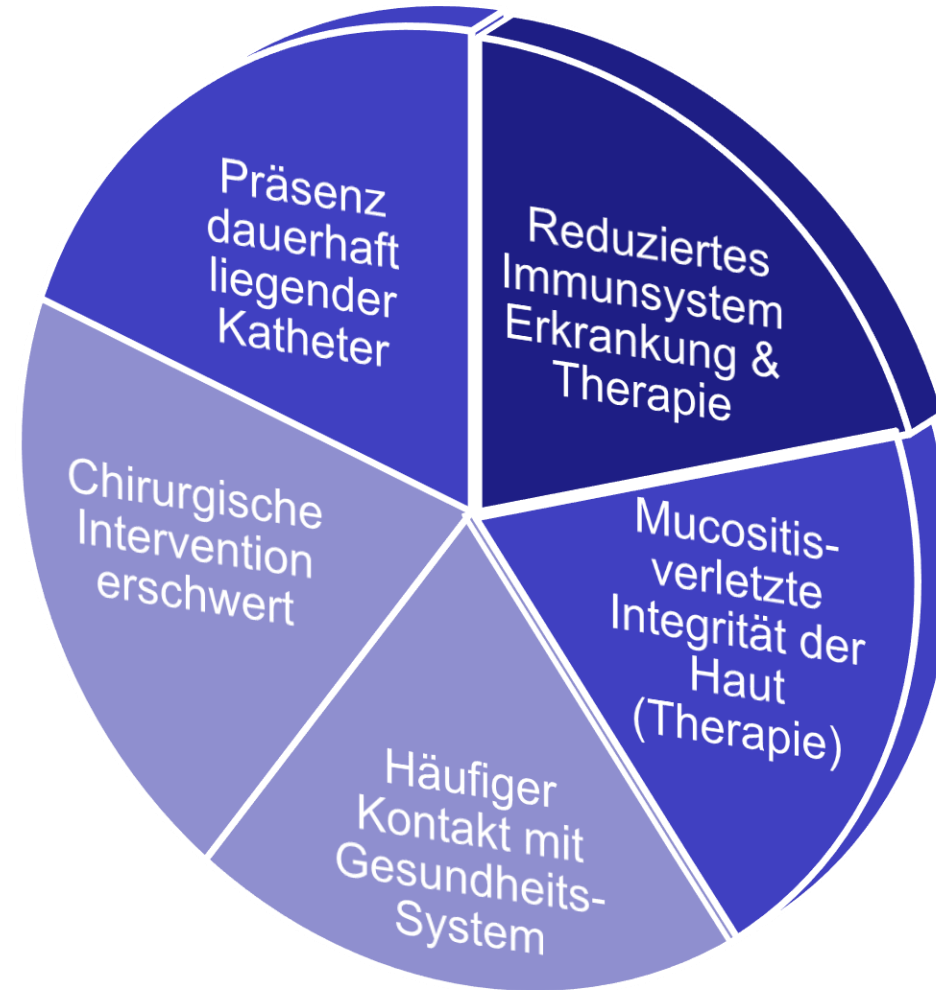 Präsenz
dauerhaft
liegender
Katheter
Reduziertes
Immunsystem
Erkrankung &
Therapie
Mucositis-
verletzte
Integrität der
Haut
(Therapie)
Häufiger
Kontakt mit
Gesundheits-
System
Chirurgische
Intervention
erschwert